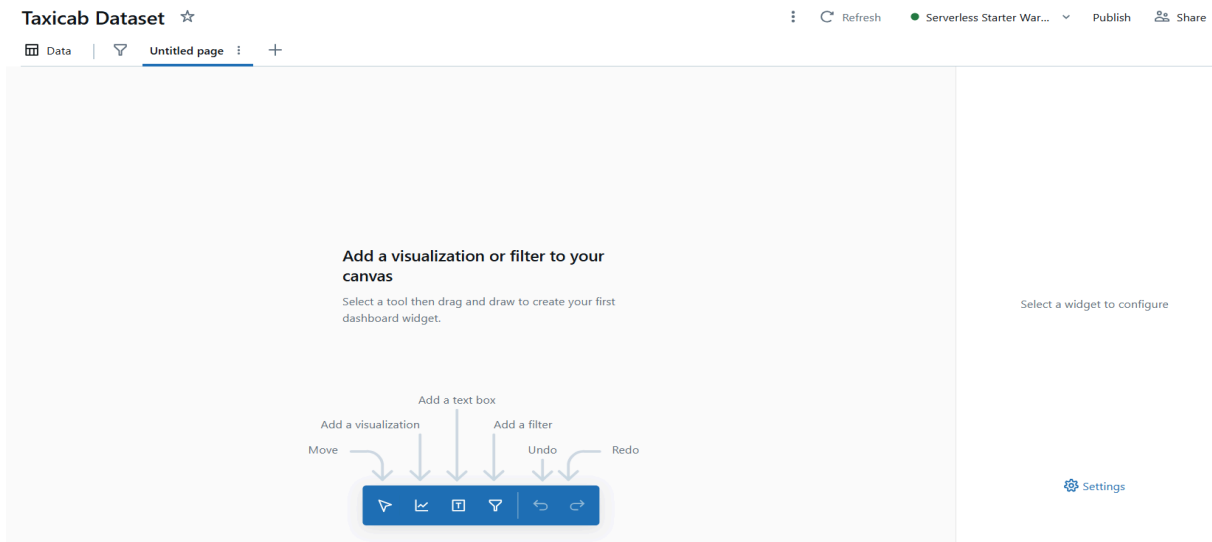 Taxicab Dataset
Refresh
Serverless Starter War...
Publish
Share
Data
Untitled page
Add a visualization or filter to your
canvas
Select a tool then drag and draw to create your first
dashboard widget.
Select a widget to configure
Add a text box
Add a visualization
Add a filter
Move
Undo
Redo
T
Settings